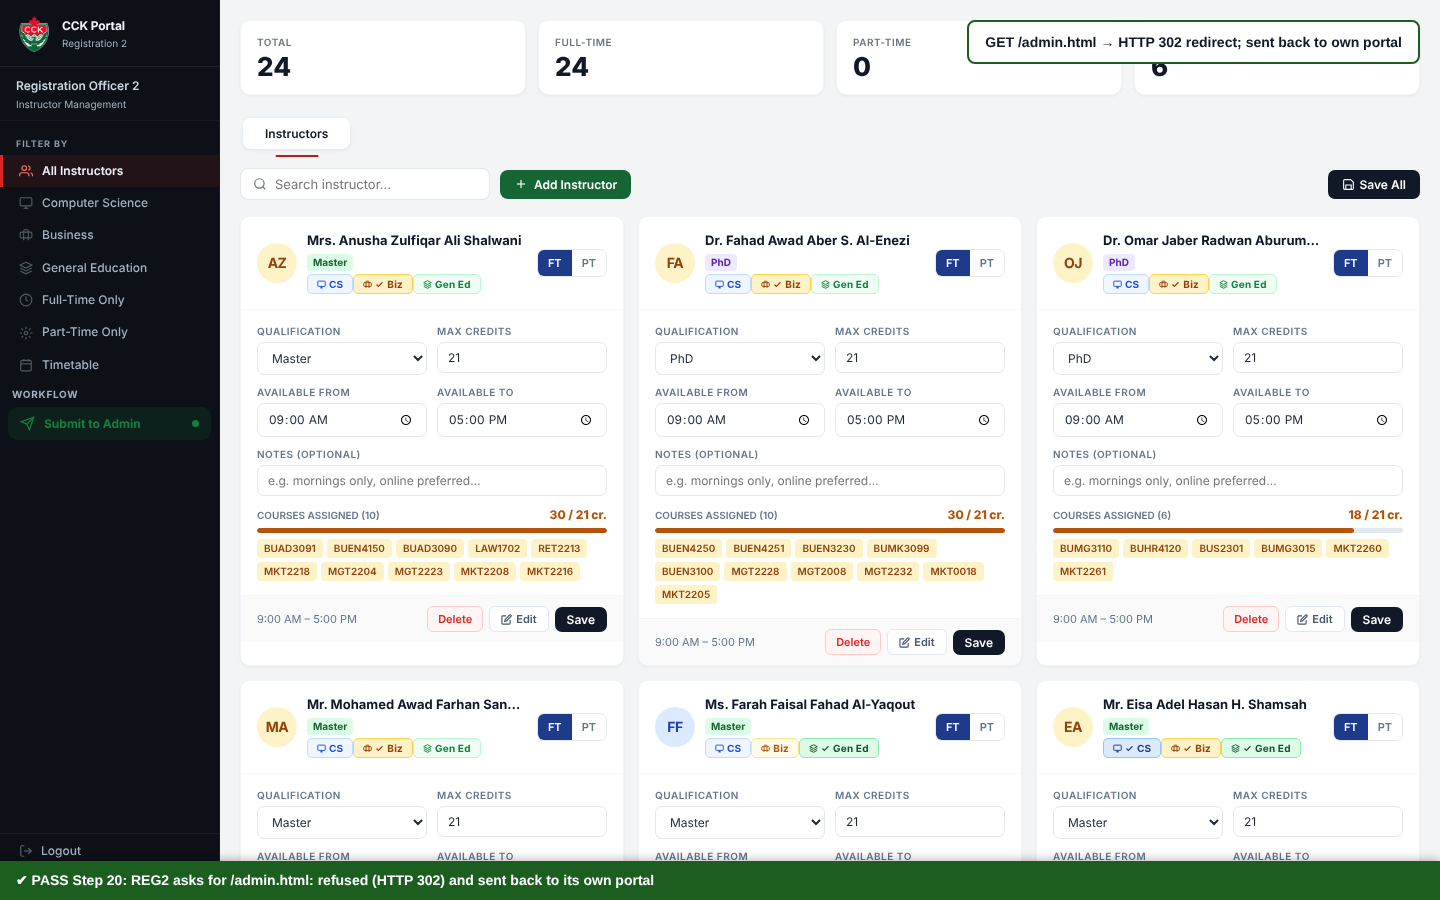 CCK
CCK Portal
Registration 2
Registration Officer 2
Instructor Management
FILTER BY
All Instructors
Computer Science
Business
General Education
Full-Time Only
Part-Time Only
Timetable
WORKFLOW
Submit to Admin
Logout
TOTAL
24
FULL-TIME
24
PART-TIME
0
6
GET /admin.html → HTTP 302 redirect; sent back to own portal
Instructors
Search instructor...
+ Add Instructor
Save All
AZ
Mrs. Anusha Zulfiqar Ali Shalwani
Master
CS ✓ Biz Gen Ed
FT PT
QUALIFICATION MAX CREDITS
Master 21
AVAILABLE FROM AVAILABLE TO
09:00 AM 05:00 PM
NOTES (OPTIONAL)
e.g. mornings only, online preferred...
COURSES ASSIGNED (10) 30 / 21 cr.
BUAD3091 BUEN4150 BUAD3090 LAW1702 RET2213
MKT2218 MGT2204 MGT2223 MKT2208 MKT2216
9:00 AM – 5:00 PM Delete Edit Save
FA
Dr. Fahad Awad Aber S. Al-Enezi
PhD
CS ✓ Biz Gen Ed
FT PT
QUALIFICATION MAX CREDITS
PhD 21
AVAILABLE FROM AVAILABLE TO
09:00 AM 05:00 PM
NOTES (OPTIONAL)
e.g. mornings only, online preferred...
COURSES ASSIGNED (10) 30 / 21 cr.
BUEN4250 BUEN4251 BUEN3230 BUMK3099
BUEN3100 MGT2228 MGT2008 MGT2232 MKT0018
MKT2205
9:00 AM – 5:00 PM Delete Edit Save
OJ
Dr. Omar Jaber Radwan Aburum...
PhD
CS ✓ Biz Gen Ed
FT PT
QUALIFICATION MAX CREDITS
PhD 21
AVAILABLE FROM AVAILABLE TO
09:00 AM 05:00 PM
NOTES (OPTIONAL)
e.g. mornings only, online preferred...
COURSES ASSIGNED (6) 18 / 21 cr.
BUMG3110 BUHR4120 BUS2301 BUMG3015 MKT2260
MKT2261
9:00 AM – 5:00 PM Delete Edit Save
MA
Mr. Mohamed Awad Farhan San...
Master
CS ✓ Biz Gen Ed
FT PT
QUALIFICATION MAX CREDITS
Master 21
AVAILABLE FROM AVAILABLE TO
FF
Ms. Farah Faisal Fahad Al-Yaqout
Master
CS Biz ✓ Gen Ed
FT PT
QUALIFICATION MAX CREDITS
Master 21
AVAILABLE FROM AVAILABLE TO
EA
Mr. Eisa Adel Hasan H. Shamsah
Master
✓ CS ✓ Biz ✓ Gen Ed
FT PT
QUALIFICATION MAX CREDITS
Master 21
AVAILABLE FROM AVAILABLE TO
✔ PASS Step 20: REG2 asks for /admin.html: refused (HTTP 302) and sent back to its own portal